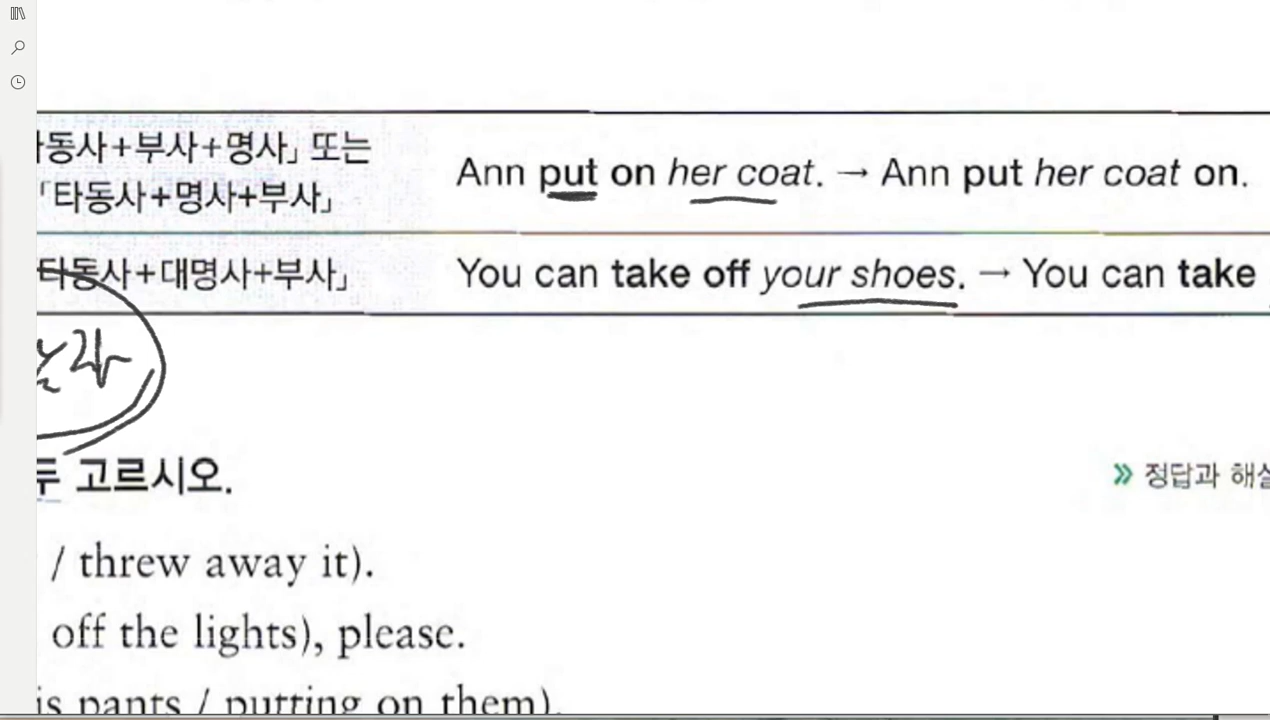 타동사+부사+명사」 또는
「타동사+명사+부사」
Ann put on her coat. → Ann put her coat on.
타동사+대명사+부사」
You can take off your shoes. → You can take
두 고르시오.
» 정답과 해설
/ threw away it).
off the lights), please.
is pants / putting on them).